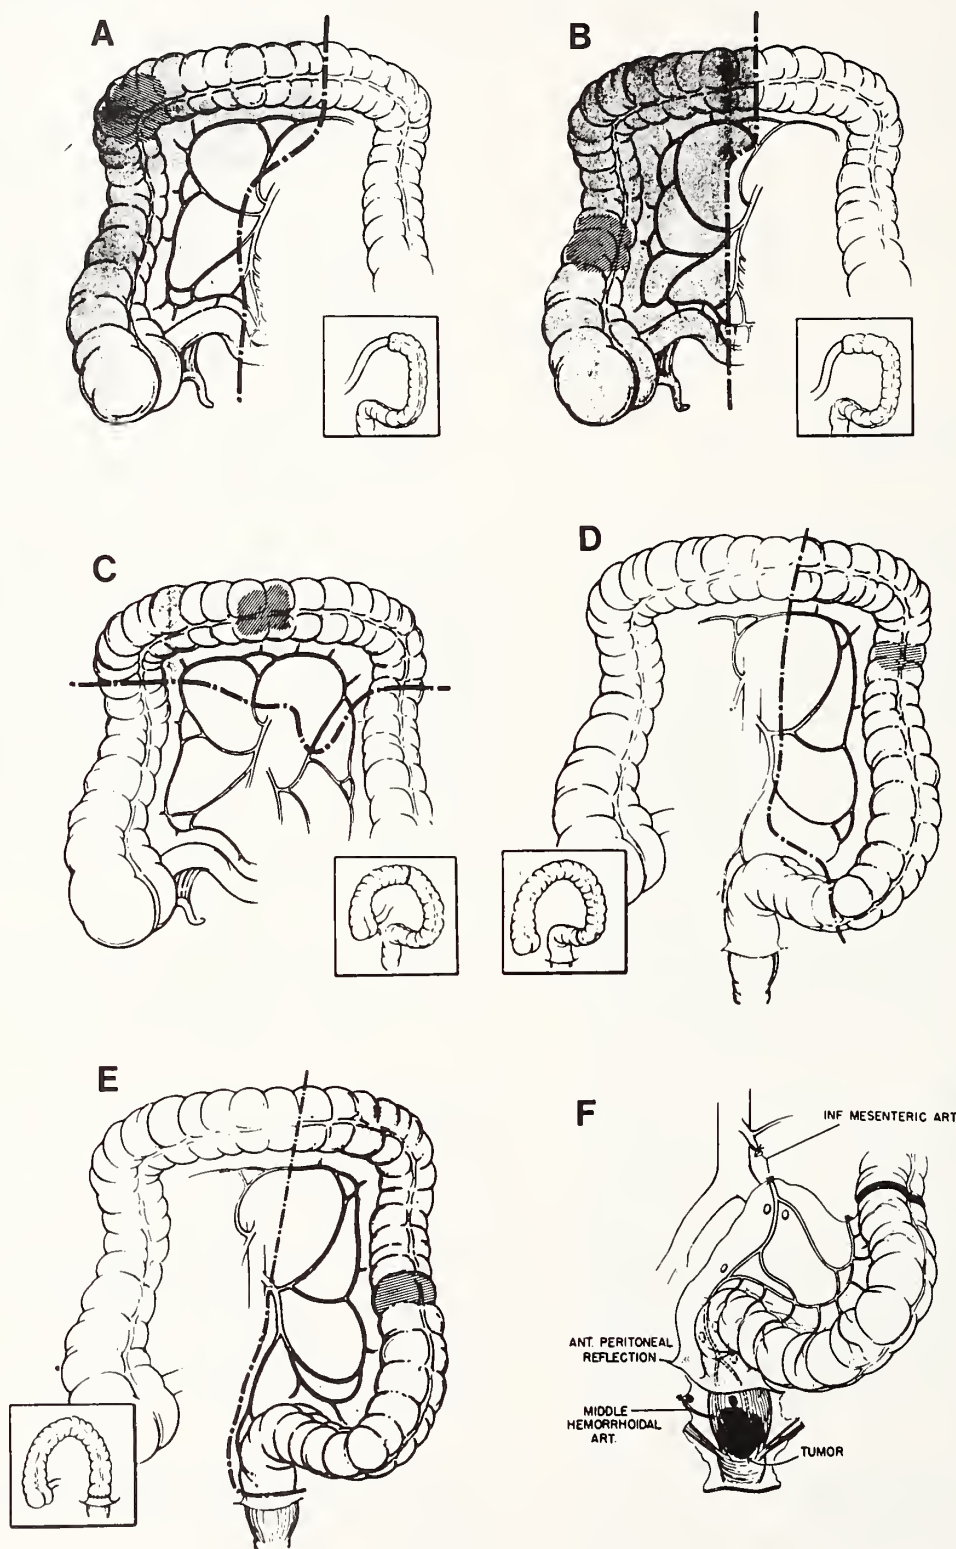 A
B
C
D
E
F
INF MESENTERIC ART
ANT. PERITONEAL
REFLECTION
MIDDLE
HEMORRHOIDAL
ART.
TUMOR